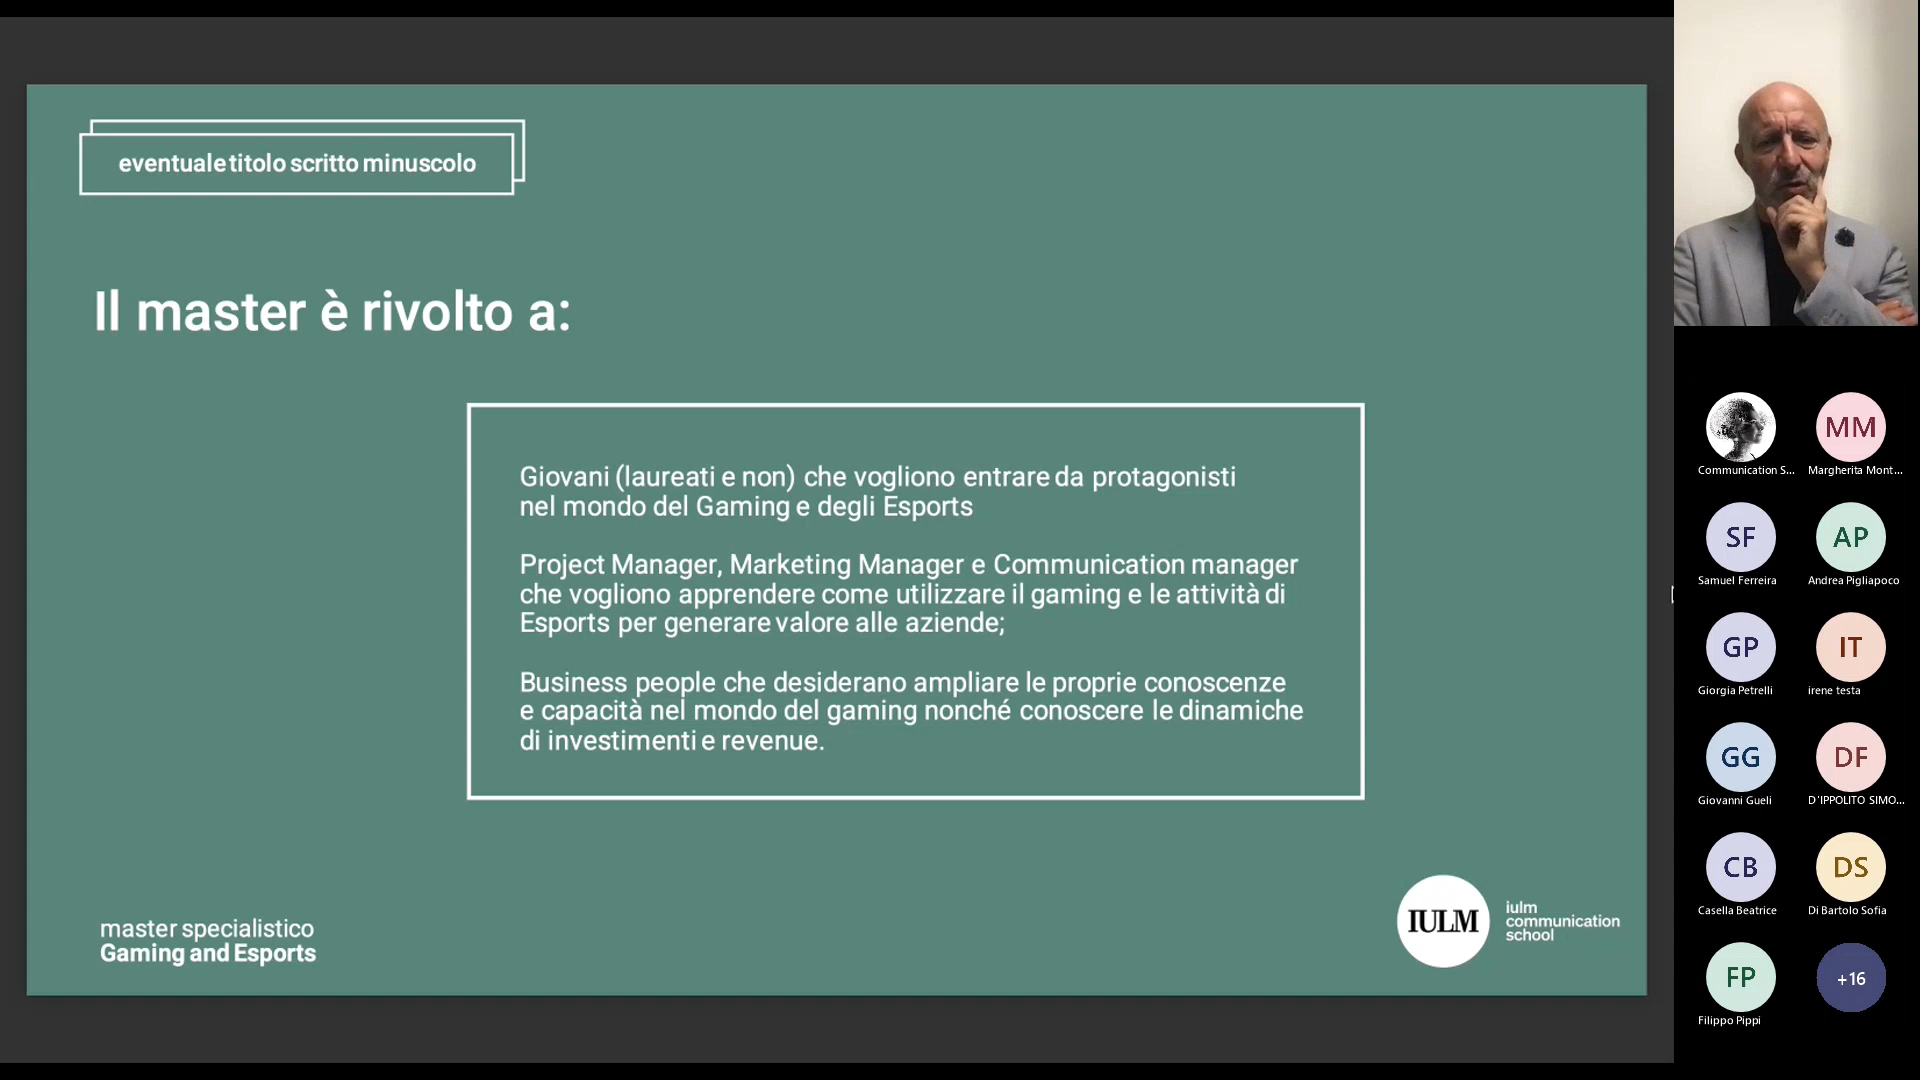 eventuale titolo scritto minuscolo
Il master è rivolto a:
Giovani (laureati e non) che vogliono entrare da protagonisti
nel mondo del Gaming e degli Esports
Project Manager, Marketing Manager e Communication manager
che vogliono apprendere come utilizzare il gaming e le attività di
Esports per generare valore alle aziende;
Business people che desiderano ampliare le proprie conoscenze
e capacità nel mondo del gaming nonché conoscere le dinamiche
di investimenti e revenue.
master specialistico
Gaming and Esports
IULM
iulm
communication
school
Communication S...
MM
Margherita Mont...
SF
Samuel Ferreira
AP
Andrea Pigliapoco
GP
Giorgia Petrelli
IT
irene testa
GG
Giovanni Gueli
DF
D'IPPOLITO SIMO...
CB
Casella Beatrice
DS
Di Bartolo Sofia
FP
Filippo Pippi
+16